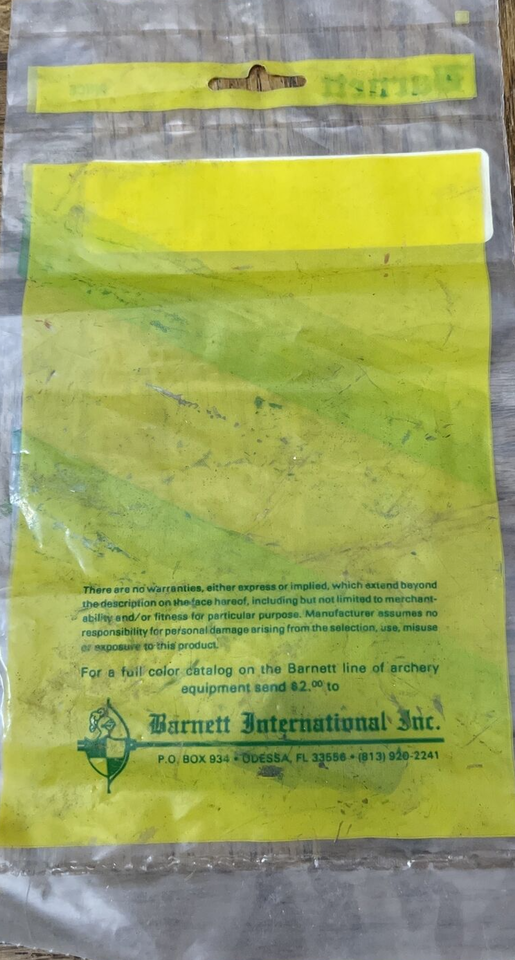 Barnett
There are no warranties, either express or implied, which extend beyond
the description on the face hereof, including but not limited to merchant-
ability and/or fitness for particular purpose. Manufacturer assumes no
responsibility for personal damage arising from the selection, use, misuse
or exposure to this product.
For a full color catalog on the Barnett line of archery
equipment send $2.00 to
Barnett International Inc.
P.O. BOX 934 • ODESSA, FL 33556 • (813) 920-2241